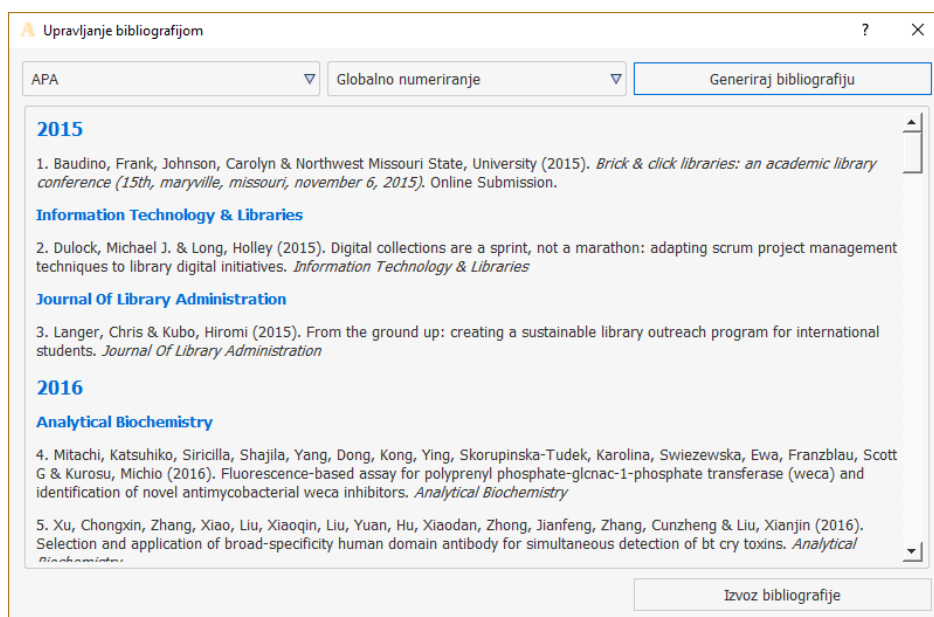 Upravljanje bibliografijom
?
APA
Globalno numeriranje
Generiraj bibliografiju
2015
1. Baudino, Frank, Johnson, Carolyn & Northwest Missouri State, University (2015). Brick & click libraries: an academic library
conference (15th, maryville, missouri, november 6, 2015). Online Submission.
Information Technology & Libraries
2. Dulock, Michael J. & Long, Holley (2015). Digital collections are a sprint, not a marathon: adapting scrum project management
techniques to library digital initiatives. Information Technology & Libraries
Journal Of Library Administration
3. Langer, Chris & Kubo, Hiromi (2015). From the ground up: creating a sustainable library outreach program for international
students. Journal Of Library Administration
2016
Analytical Biochemistry
4. Mitachi, Katsuhiko, Siricilla, Shajila, Yang, Dong, Kong, Ying, Skorupinska-Tudek, Karolina, Swiezewska, Ewa, Franzblau, Scott
G & Kurosu, Michio (2016). Fluorescence-based assay for polyprenyl phosphate-glcnac-1-phosphate transferase (weca) and
identification of novel antimycobacterial weca inhibitors. Analytical Biochemistry
5. Xu, Chongxin, Zhang, Xiao, Liu, Xiaoqin, Liu, Yuan, Hu, Xiaodan, Zhong, Jianfeng, Zhang, Cunzheng & Liu, Xianjin (2016).
Selection and application of broad-specificity human domain antibody for simultaneous detection of bt cry toxins. Analytical
Izvoz bibliografije